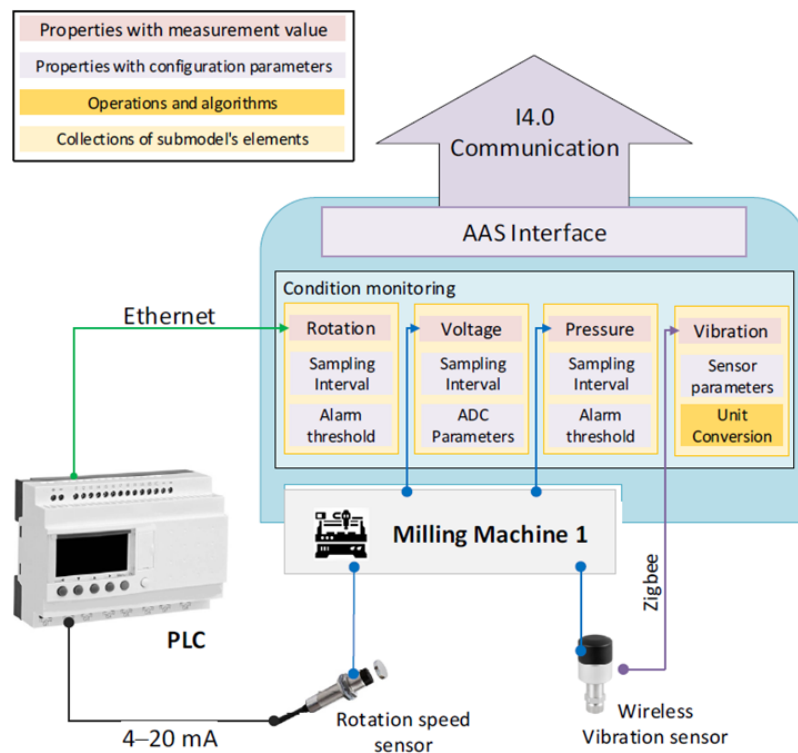 Properties with measurement value
Properties with configuration parameters
Operations and algorithms
Collections of submodel's elements
I4.0
Communication
AAS Interface
Condition monitoring
Ethernet
Rotation
Sampling
Interval
Alarm
threshold
Voltage
Sampling
Interval
ADC
Parameters
Pressure
Sampling
Interval
Alarm
threshold
Vibration
Sensor
parameters
Unit
Conversion
Milling Machine 1
Zigbee
PLC
4–20 mA
Rotation speed
sensor
Wireless
Vibration sensor